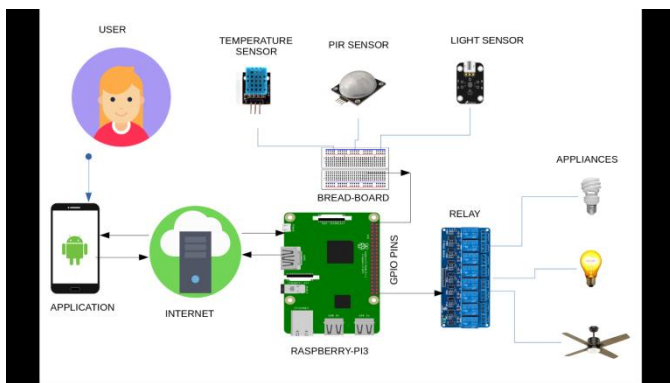 USER
TEMPERATURE
SENSOR
PIR SENSOR
LIGHT SENSOR
APPLIANCES
BREAD-BOARD
RELAY
GPIO PINS
APPLICATION
INTERNET
RASPBERRY-PI3